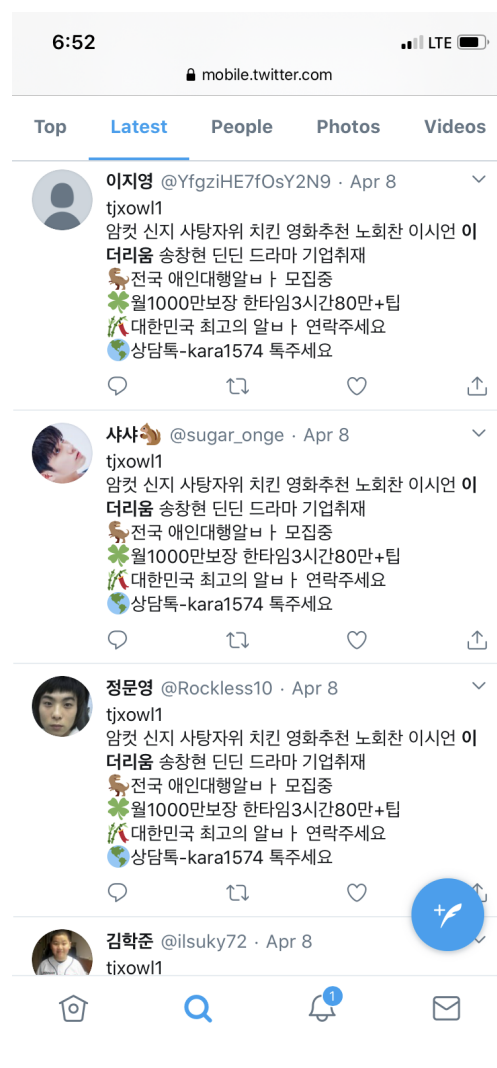 6:52
LTE
mobile.twitter.com
Top Latest People Photos Videos
이지영 @YfgziHE7fOsY2N9 · Apr 8
tjxowl1
암컷 신지 사탕자위 치킨 영화추천 노회찬 이시언 이
더리움 송창현 딘딘 드라마 기업취재
🦖전국 애인대행알ㅂㅏ 모집중
🍀월1000만보장 한타임3시간80만+팁
🎋대한민국 최고의 알ㅂㅏ 연락주세요
🌎상담톡-kara1574 톡주세요
샤샤🐿 @sugar_onge · Apr 8
tjxowl1
암컷 신지 사탕자위 치킨 영화추천 노회찬 이시언 이
더리움 송창현 딘딘 드라마 기업취재
🦖전국 애인대행알ㅂㅏ 모집중
🍀월1000만보장 한타임3시간80만+팁
🎋대한민국 최고의 알ㅂㅏ 연락주세요
🌎상담톡-kara1574 톡주세요
정문영 @Rockless10 · Apr 8
tjxowl1
암컷 신지 사탕자위 치킨 영화추천 노회찬 이시언 이
더리움 송창현 딘딘 드라마 기업취재
🦖전국 애인대행알ㅂㅏ 모집중
🍀월1000만보장 한타임3시간80만+팁
🎋대한민국 최고의 알ㅂㅏ 연락주세요
🌎상담톡-kara1574 톡주세요
김학준 @ilsuky72 · Apr 8
tjxowl1
1